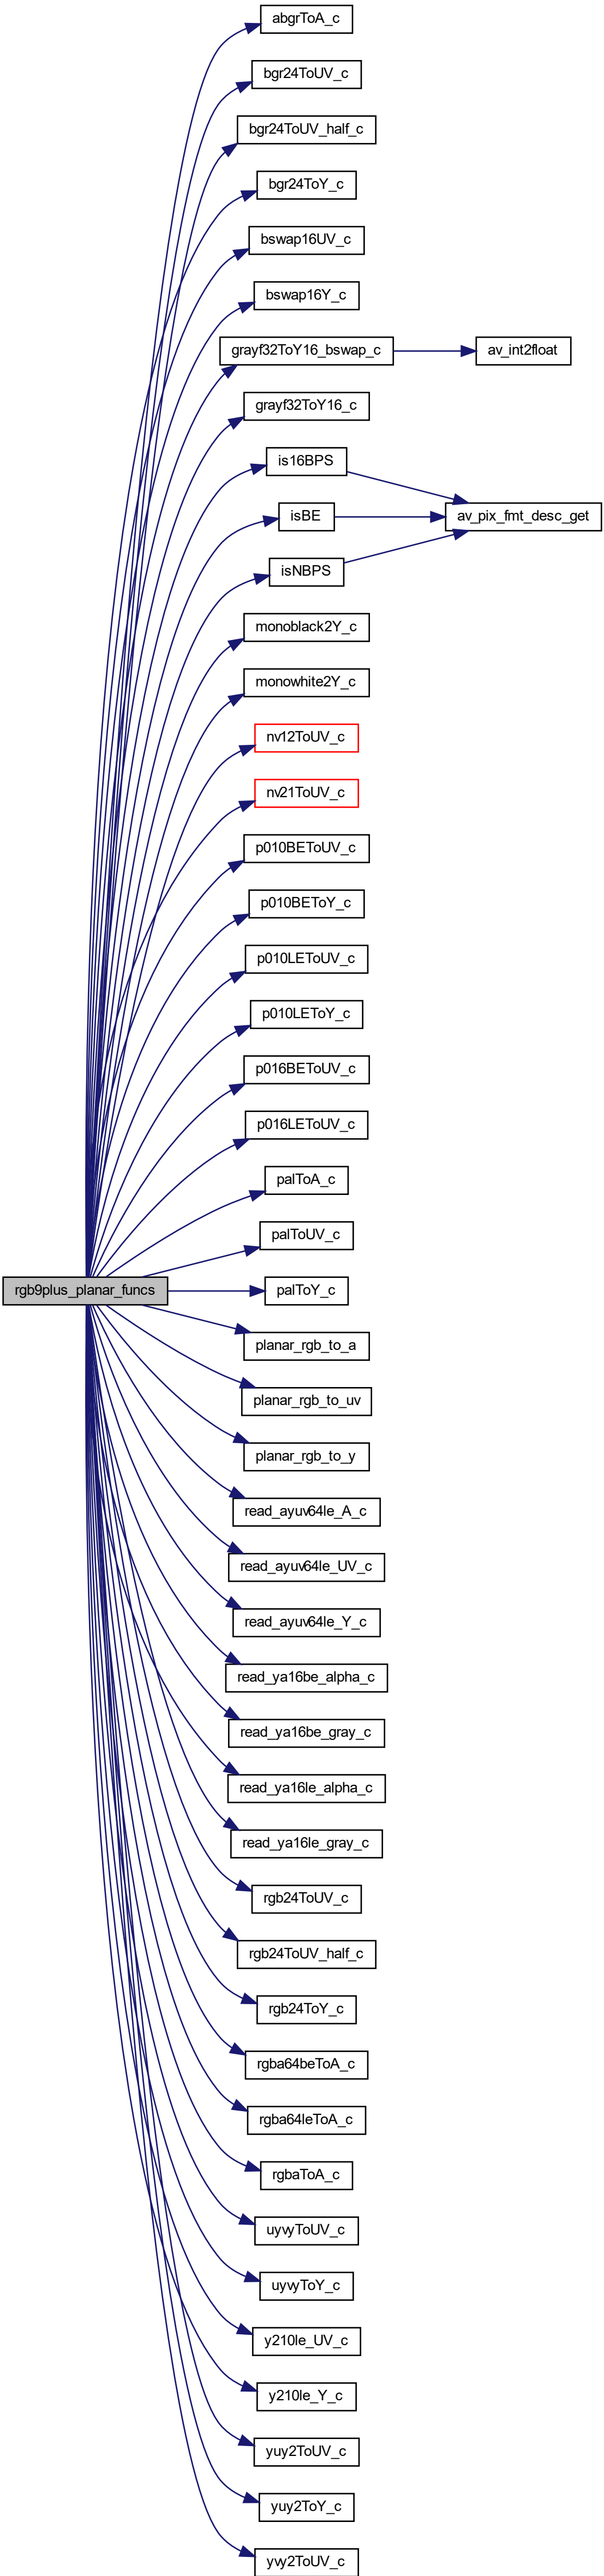 abgrToA_c
bgr24ToUV_c
bgr24ToUV_half_c
bgr24ToY_c
bswap16UV_c
bswap16Y_c
grayf32ToY16_bswap_c
av_int2float
grayf32ToY16_c
is16BPS
isBE
av_pix_fmt_desc_get
isNBPS
monoblack2Y_c
monowhite2Y_c
nv12ToUV_c
nv21ToUV_c
p010BEToUV_c
p010BEToY_c
p010LEToUV_c
p010LEToY_c
p016BEToUV_c
p016LEToUV_c
palToA_c
palToUV_c
rgb9plus_planar_funcs
palToY_c
planar_rgb_to_a
planar_rgb_to_uv
planar_rgb_to_y
read_ayuv64le_A_c
read_ayuv64le_UV_c
read_ayuv64le_Y_c
read_ya16be_alpha_c
read_ya16be_gray_c
read_ya16le_alpha_c
read_ya16le_gray_c
rgb24ToUV_c
rgb24ToUV_half_c
rgb24ToY_c
rgba64beToA_c
rgba64leToA_c
rgbaToA_c
uyvyToUV_c
uyvyToY_c
y210le_UV_c
y210le_Y_c
yuy2ToUV_c
yuy2ToY_c
yvy2ToUV_c